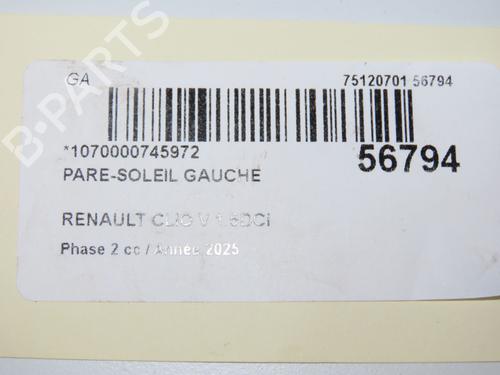 GA
75120701 56794
*1070000745972
56794
PARE-SOLEIL GAUCHE
RENAULT CLIO V 1.5DCI
Phase 2 cc / Année 2025
B-PARTS